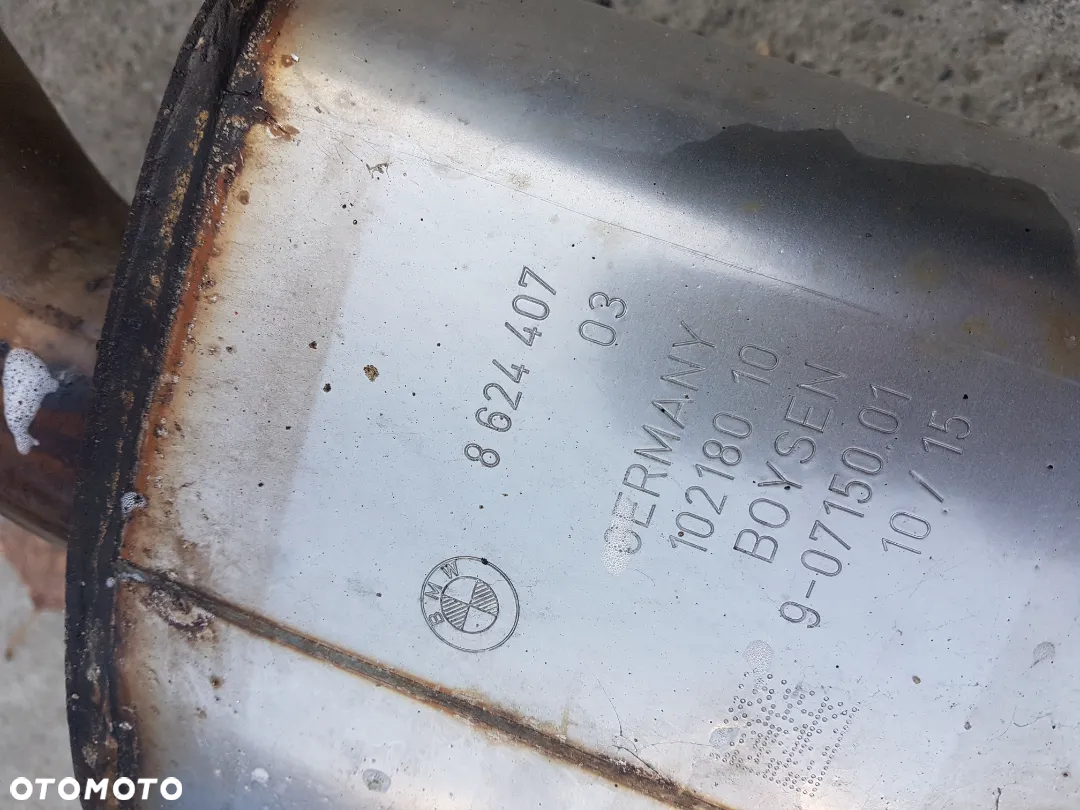 8 624 407
03
BMW
GERMANY
102180 10
BOYSEN
9-07150.01
10/15
OTOMOTO